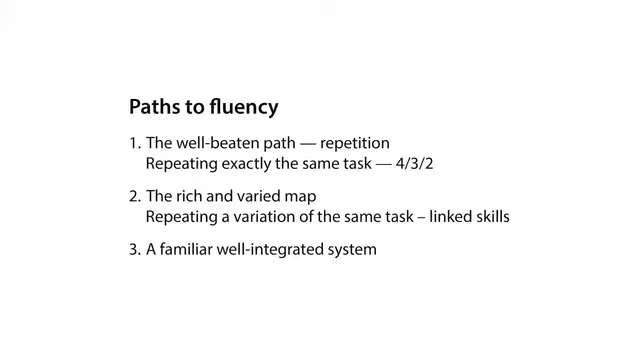 Paths to fluency
1. The well-beaten path — repetition
Repeating exactly the same task — 4/3/2
2. The rich and varied map
Repeating a variation of the same task – linked skills
3. A familiar well-integrated system